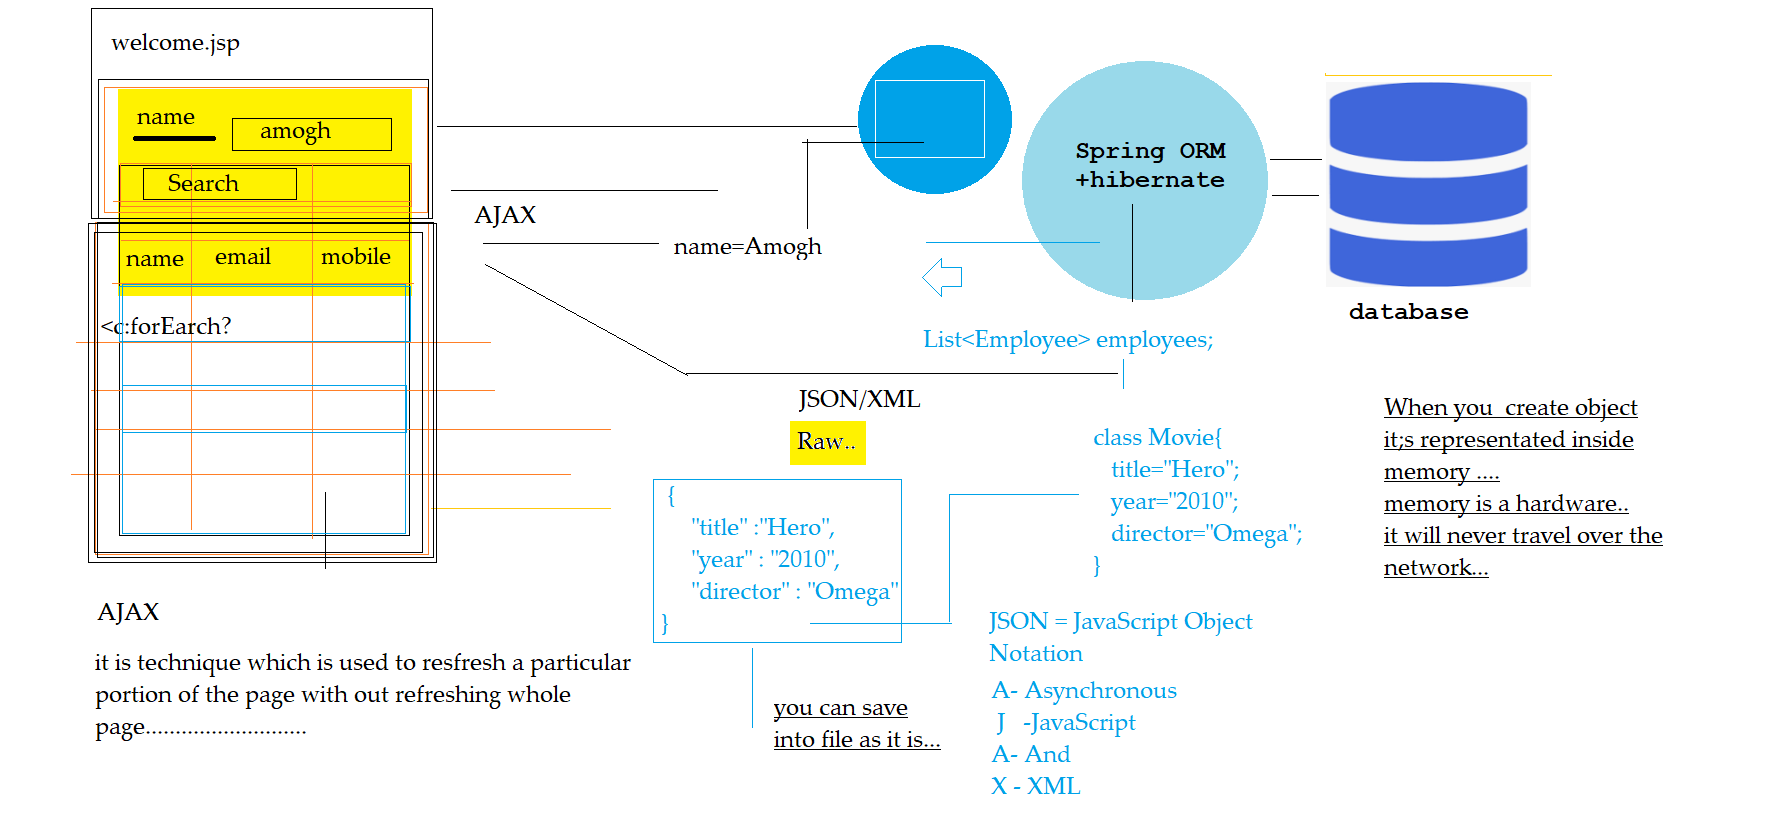 welcome.jsp
name
amogh
Search
name email mobile
<c:forEarch?
AJAX
it is technique which is used to resfresh a particular
portion of the page with out refreshing whole
page...........................
AJAX
name=Amogh
Spring ORM
+hibernate
database
List<Employee> employees;
JSON/XML
Raw..
{
"title" :"Hero",
"year" : "2010",
"director" : "Omega"
}
you can save
into file as it is...
class Movie{
title="Hero";
year="2010";
director="Omega";
}
JSON = JavaScript Object
Notation
A- Asynchronous
J -JavaScript
A- And
X - XML
When you create object
it;s representated inside
memory ....
memory is a hardware..
it will never travel over the
network...